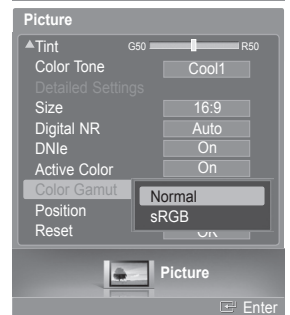 Picture
▲Tint G50 R50
Color Tone Cool1
Detailed Settings
Size 16:9
Digital NR Auto
DNIe On
Active Color On
Color Gamut Normal
sRGB
Position
Reset OK
Picture
Enter